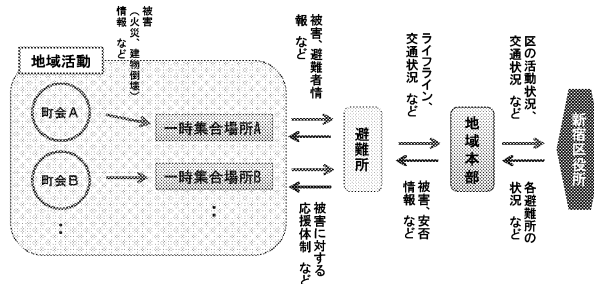 地域活動
被害
（火災、建物倒壊）
情報 など
町会A
一時集合場所A
町会B
一時集合場所B
：
：
被害、避難者情
報 など
被害に対する
応援体制 など
避難所
ライフライン、
交通状況 など
被害、安否
情報 など
地域本部
区の活動状況、
交通状況 など
各避難所の
状況 など
新宿区役所